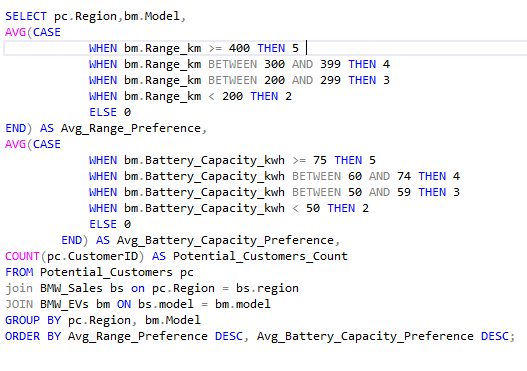 SELECT pc.Region,bm.Model,
AVG(CASE
WHEN bm.Range_km >= 400 THEN 5
WHEN bm.Range_km BETWEEN 300 AND 399 THEN 4
WHEN bm.Range_km BETWEEN 200 AND 299 THEN 3
WHEN bm.Range_km < 200 THEN 2
ELSE 0
END) AS Avg_Range_Preference,
AVG(CASE
WHEN bm.Battery_Capacity_kwh >= 75 THEN 5
WHEN bm.Battery_Capacity_kwh BETWEEN 60 AND 74 THEN 4
WHEN bm.Battery_Capacity_kwh BETWEEN 50 AND 59 THEN 3
WHEN bm.Battery_Capacity_kwh < 50 THEN 2
ELSE 0
END) AS Avg_Battery_Capacity_Preference,
COUNT(pc.CustomerID) AS Potential_Customers_Count
FROM Potential_Customers pc
join BMW_Sales bs on pc.Region = bs.region
JOIN BMW_EVs bm ON bs.model = bm.model
GROUP BY pc.Region, bm.Model
ORDER BY Avg_Range_Preference DESC, Avg_Battery_Capacity_Preference DESC;